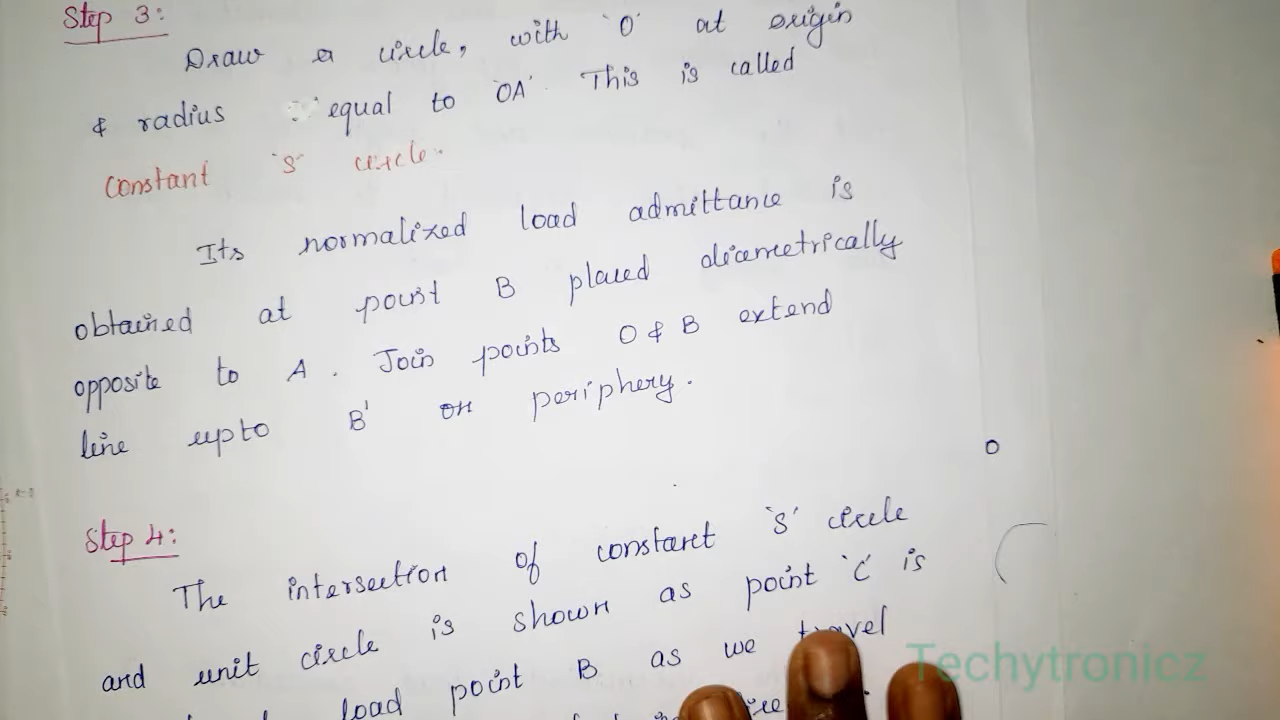 Step 3:
Draw a circle, with 'O' at origin
& radius equal to 'OA'. This is called
constant 'S' circle.
Its normalized load admittance is
obtained at point B placed diametrically
opposite to A. Join points O & B extend
line upto B' on periphery.
Step 4:
The intersection of constant 'S' circle
and unit circle is shown as point 'C' is
load point B as we travel
Techytronicz